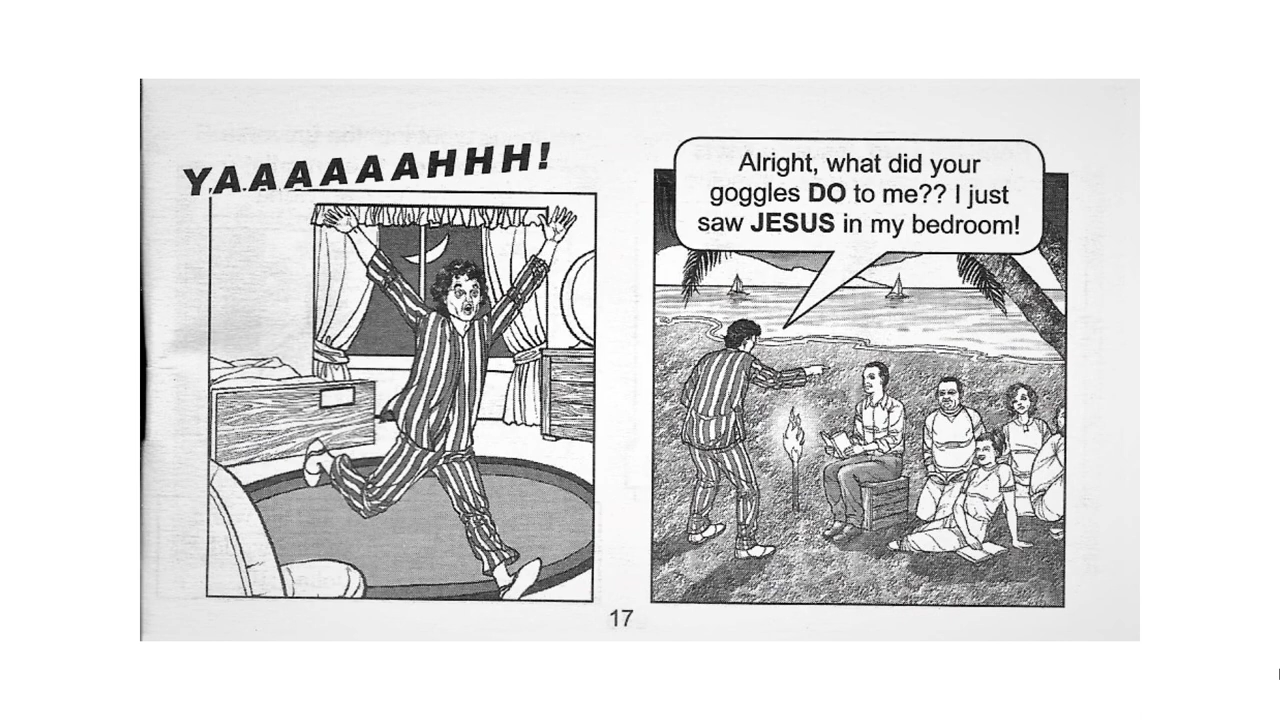 YAAAAAAHHH!
Alright, what did your
goggles DO to me?? I just
saw JESUS in my bedroom!
17